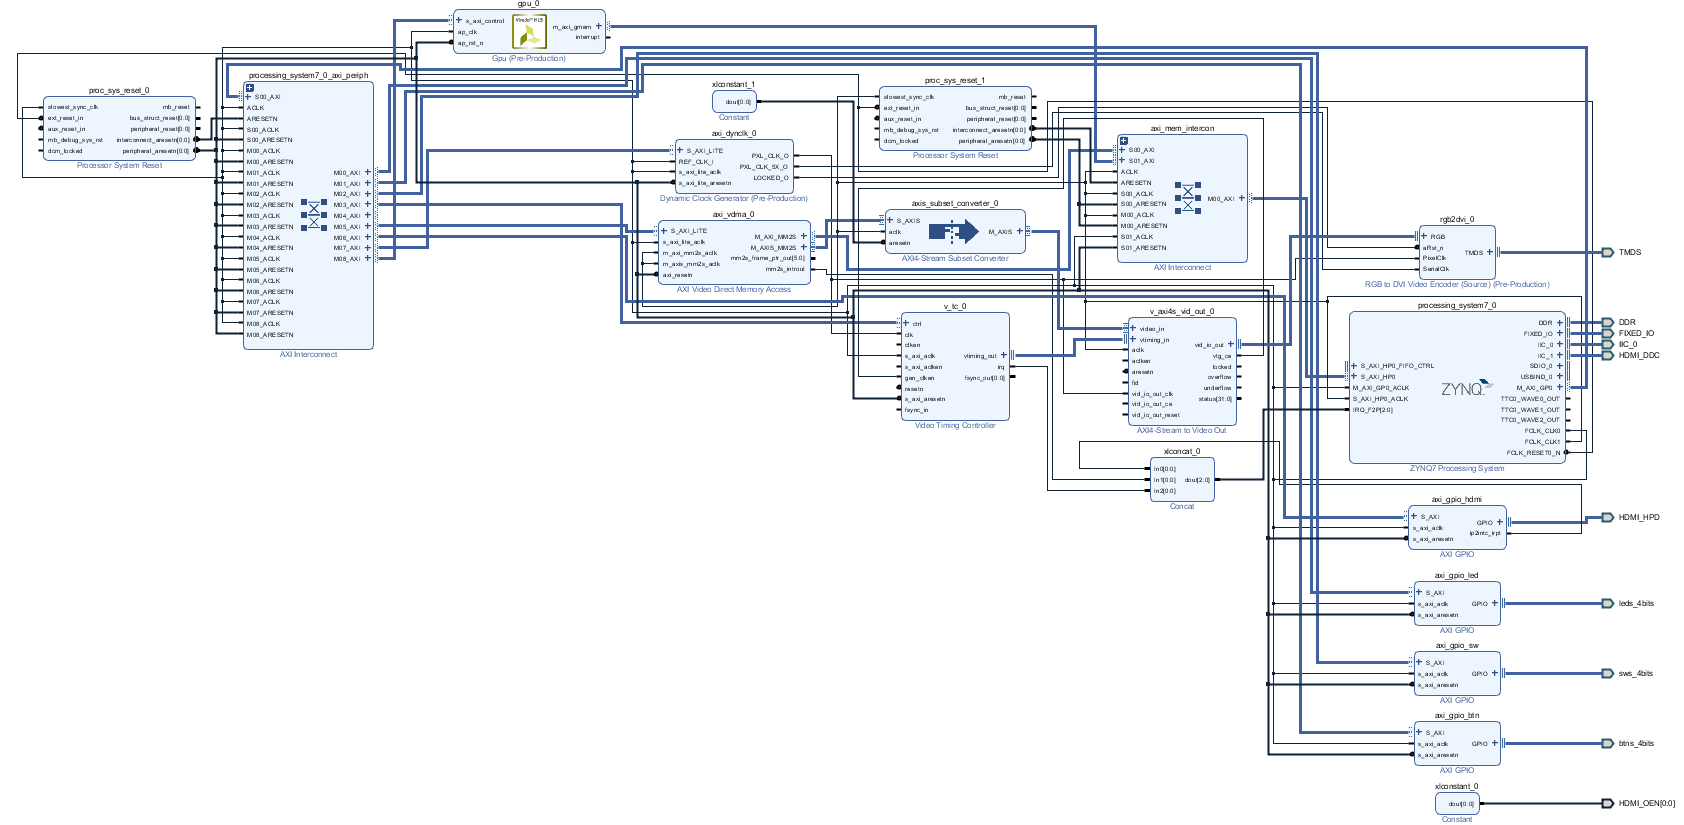 gpu_0
s_axi_control
ap_clk
ap_rst_n
Vivado™ HLS
m_axi_gmem
interrupt
Gpu (Pre-Production)
proc_sys_reset_0
slowest_sync_clk
ext_reset_in
aux_reset_in
mb_debug_sys_rst
dcm_locked
mb_reset
bus_struct_reset[0:0]
peripheral_reset[0:0]
interconnect_aresetn[0:0]
peripheral_aresetn[0:0]
Processor System Reset
processing_system7_0_axi_periph
S00_AXI
ACLK
ARESETN
S00_ACLK
S00_ARESETN
M00_ACLK
M00_ARESETN
M01_ACLK
M01_ARESETN
M02_ACLK
M02_ARESETN
M03_ACLK
M03_ARESETN
M04_ACLK
M04_ARESETN
M05_ACLK
M05_ARESETN
M06_ACLK
M06_ARESETN
M07_ACLK
M07_ARESETN
M08_ACLK
M08_ARESETN
M00_AXI
M01_AXI
M02_AXI
M03_AXI
M04_AXI
M05_AXI
M06_AXI
M07_AXI
M08_AXI
AXI Interconnect
xlconstant_1
dout[0:0]
Constant
axi_dynclk_0
S_AXI_LITE
REF_CLK_I
s_axi_lite_aclk
s_axi_lite_aresetn
PXL_CLK_O
PXL_CLK_5X_O
LOCKED_O
Dynamic Clock Generator (Pre-Production)
axi_vdma_0
S_AXI_LITE
s_axi_lite_aclk
m_axi_mm2s_aclk
m_axis_mm2s_aclk
axi_resetn
M_AXI_MM2S
M_AXIS_MM2S
mm2s_frame_ptr_out[5:0]
mm2s_introut
AXI Video Direct Memory Access
proc_sys_reset_1
slowest_sync_clk
ext_reset_in
aux_reset_in
mb_debug_sys_rst
dcm_locked
mb_reset
bus_struct_reset[0:0]
peripheral_reset[0:0]
interconnect_aresetn[0:0]
peripheral_aresetn[0:0]
Processor System Reset
axis_subset_converter_0
S_AXIS
aclk
aresetn
M_AXIS
AXI4-Stream Subset Converter
v_tc_0
ctrl
clk
clken
s_axi_aclk
s_axi_aclken
gen_clken
resetn
s_axi_aresetn
fsync_in
vtiming_out
irq
fsync_out[0:0]
Video Timing Controller
axi_mem_intercon
S00_AXI
S01_AXI
ACLK
ARESETN
S00_ACLK
S00_ARESETN
M00_ACLK
M00_ARESETN
S01_ACLK
S01_ARESETN
M00_AXI
AXI Interconnect
v_axi4s_vid_out_0
video_in
vtiming_in
aclk
aclken
aresetn
fid
vid_io_out_clk
vid_io_out_ce
vid_io_out_reset
vid_io_out
vtg_ce
locked
overflow
underflow
status[31:0]
AXI4-Stream to Video Out
xlconcat_0
In0[0:0]
In1[0:0]
In2[0:0]
dout[2:0]
Concat
rgb2dvi_0
RGB
aRst_n
PixelClk
SerialClk
TMDS
RGB to DVI Video Encoder (Source) (Pre-Production)
TMDS
processing_system7_0
S_AXI_HP0_FIFO_CTRL
S_AXI_HP0
M_AXI_GP0_ACLK
S_AXI_HP0_ACLK
IRQ_F2P[2:0]
ZYNQ
DDR
FIXED_IO
IIC_0
IIC_1
SDIO_0
USBIND_0
M_AXI_GP0
TTC0_WAVE0_OUT
TTC0_WAVE1_OUT
TTC0_WAVE2_OUT
FCLK_CLK0
FCLK_CLK1
FCLK_RESET0_N
ZYNQ7 Processing System
DDR
FIXED_IO
IIC_0
HDMI_DDC
axi_gpio_hdmi
S_AXI
s_axi_aclk
s_axi_aresetn
GPIO
ip2intc_irpt
AXI GPIO
HDMI_HPD
axi_gpio_led
S_AXI
s_axi_aclk
s_axi_aresetn
GPIO
AXI GPIO
leds_4bits
axi_gpio_sw
S_AXI
s_axi_aclk
s_axi_aresetn
GPIO
AXI GPIO
sws_4bits
axi_gpio_btn
S_AXI
s_axi_aclk
s_axi_aresetn
GPIO
AXI GPIO
btns_4bits
xlconstant_0
dout[0:0]
Constant
HDMI_OEN[0:0]